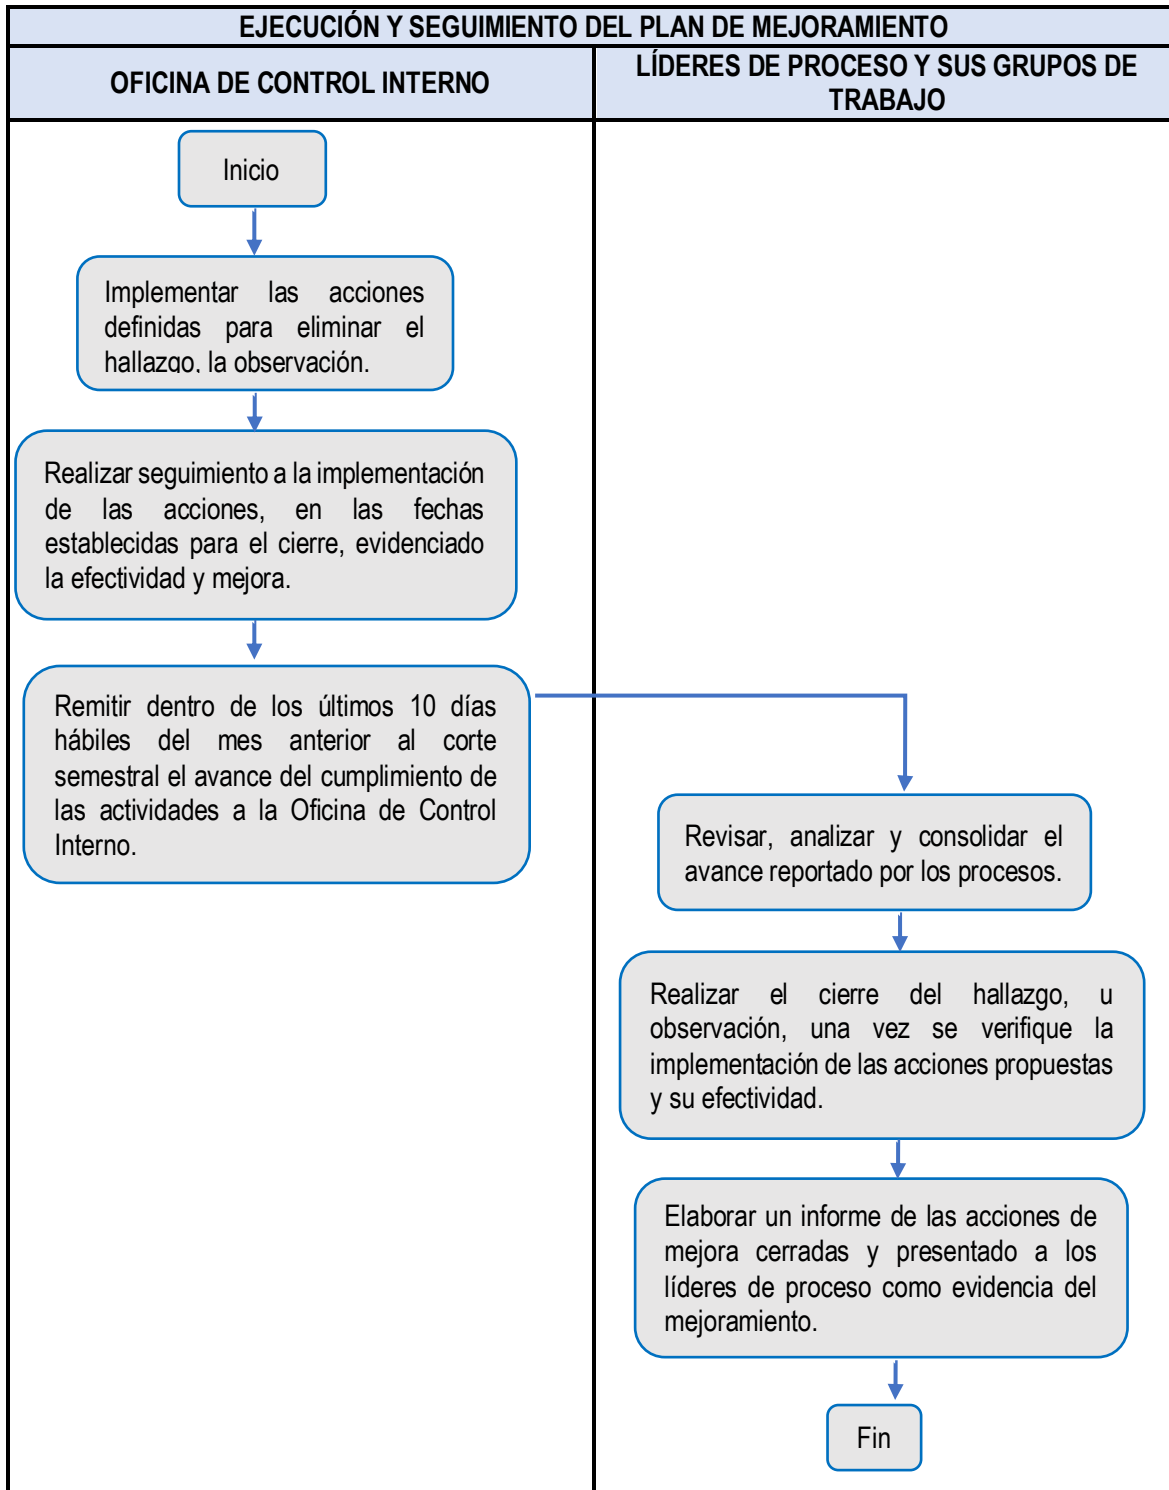 EJECUCIÓN Y SEGUIMIENTO DEL PLAN DE MEJORAMIENTO
OFICINA DE CONTROL INTERNO
LÍDERES DE PROCESO Y SUS GRUPOS DE
TRABAJO
Inicio
Implementar las acciones
definidas para eliminar el
hallazgo, la observación.
Realizar seguimiento a la implementación
de las acciones, en las fechas
establecidas para el cierre, evidenciado
la efectividad y mejora.
Remitir dentro de los últimos 10 días
hábiles del mes anterior al corte
semestral el avance del cumplimiento de
las actividades a la Oficina de Control
Interno.
Revisar, analizar y consolidar el
avance reportado por los procesos.
Realizar el cierre del hallazgo, u
observación, una vez se verifique la
implementación de las acciones propuestas
y su efectividad.
Elaborar un informe de las acciones de
mejora cerradas y presentado a los
líderes de proceso como evidencia del
mejoramiento.
Fin